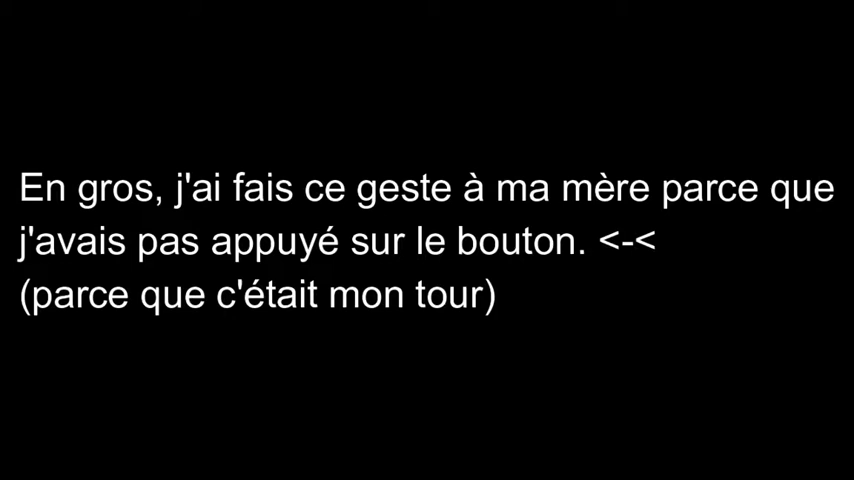 En gros, j'ai fais ce geste à ma mère parce que
j'avais pas appuyé sur le bouton. <-<
(parce que c'était mon tour)